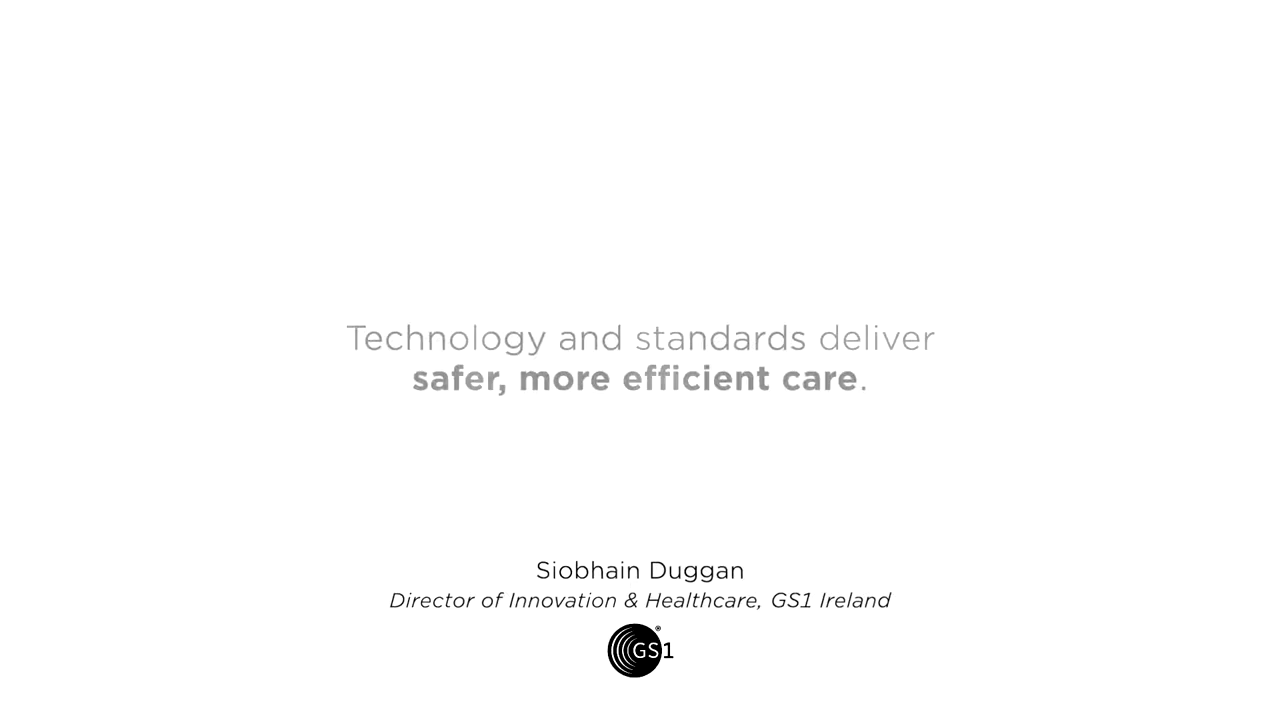 Technology and standards deliver
safer, more efficient care.
Siobhain Duggan
Director of Innovation & Healthcare, GS1 Ireland
GS1®